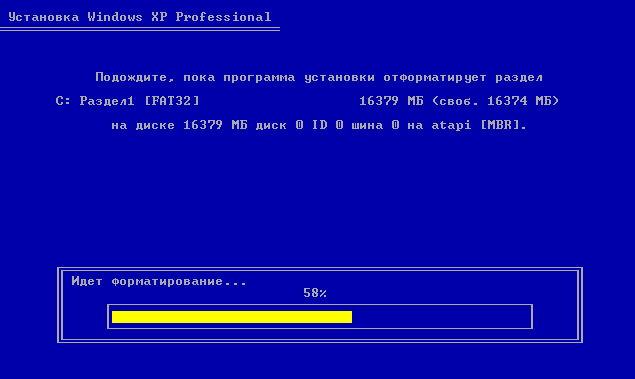 Установка Windows XP Professional
Подождите, пока программа установки отформатирует раздел
C: Раздел1 [FAT32] 16379 МБ (своб. 16374 МБ)
на диске 16379 МБ диск 0 ID 0 шина 0 на atapi [MBR].
Идет форматирование...
58%